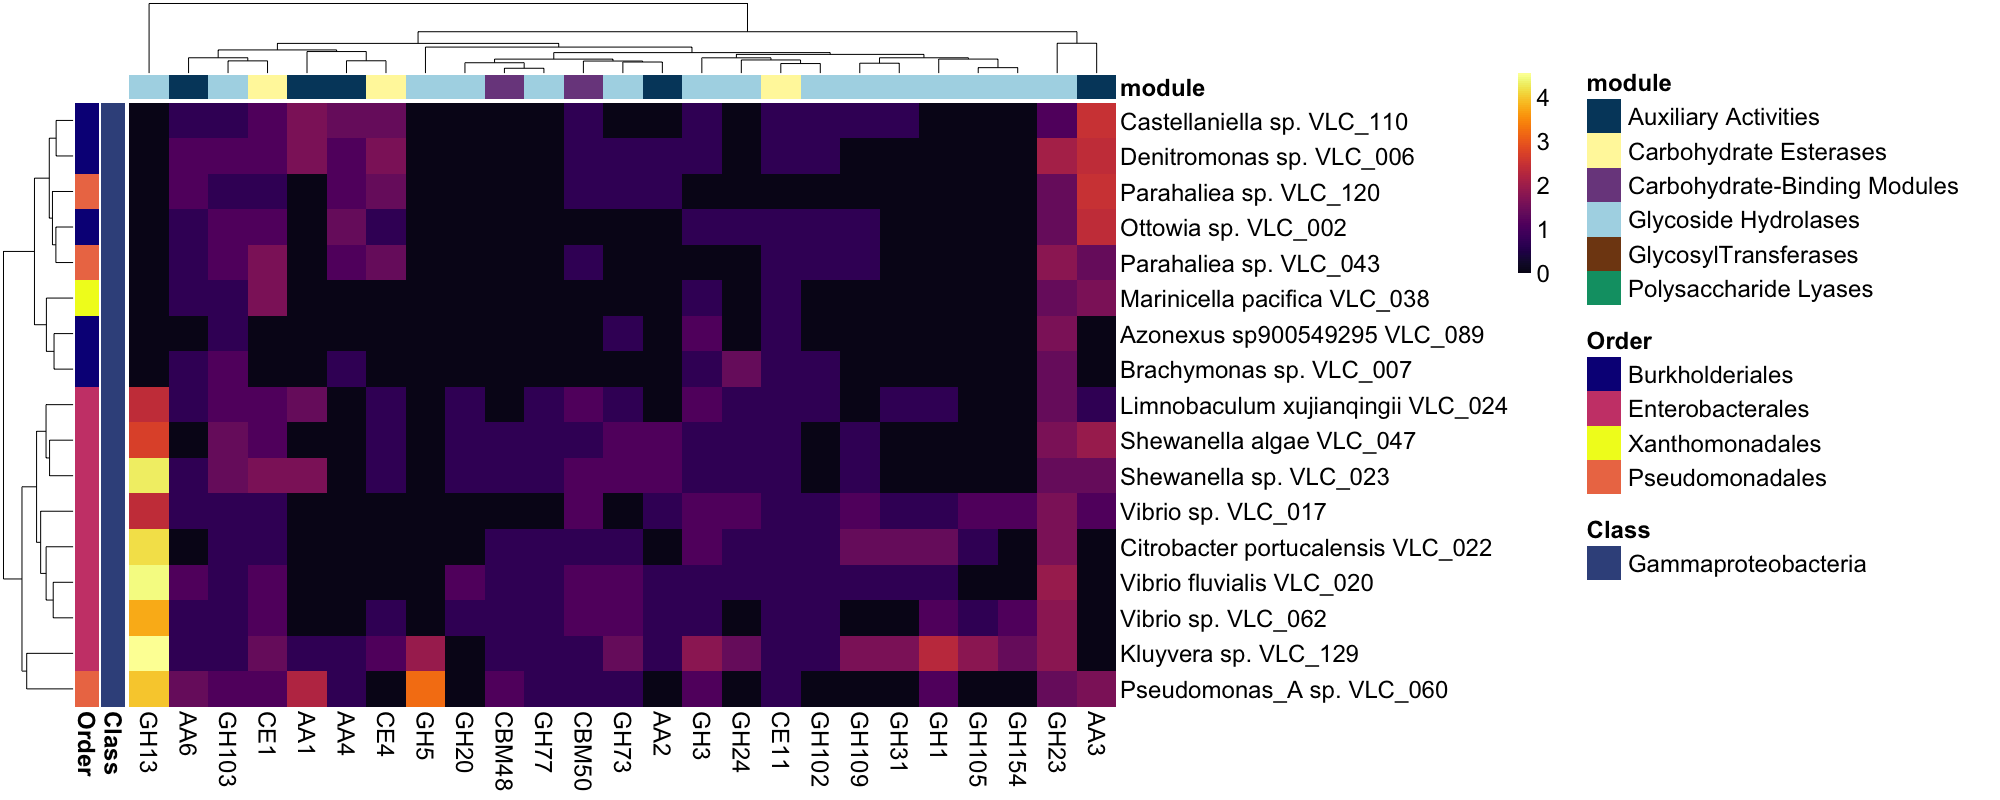 module
Castellaniella sp. VLC_110
Denitromonas sp. VLC_006
Parahaliea sp. VLC_120
Ottowia sp. VLC_002
Parahaliea sp. VLC_043
Marinicella pacifica VLC_038
Azonexus sp900549295 VLC_089
Brachymonas sp. VLC_007
Limnobaculum xujianqingii VLC_024
Shewanella algae VLC_047
Shewanella sp. VLC_023
Vibrio sp. VLC_017
Citrobacter portucalensis VLC_022
Vibrio fluvialis VLC_020
Vibrio sp. VLC_062
Kluyvera sp. VLC_129
Pseudomonas_A sp. VLC_060
Order
Class
GH13
AA6
GH103
CE1
AA1
AA4
CE4
GH5
GH20
CBM48
GH77
CBM50
GH73
AA2
GH3
GH24
CE11
GH102
GH109
GH31
GH1
GH105
GH154
GH23
AA3
4
3
2
1
0
module
Auxiliary Activities
Carbohydrate Esterases
Carbohydrate-Binding Modules
Glycoside Hydrolases
GlycosylTransferases
Polysaccharide Lyases
Order
Burkholderiales
Enterobacterales
Xanthomonadales
Pseudomonadales
Class
Gammaproteobacteria